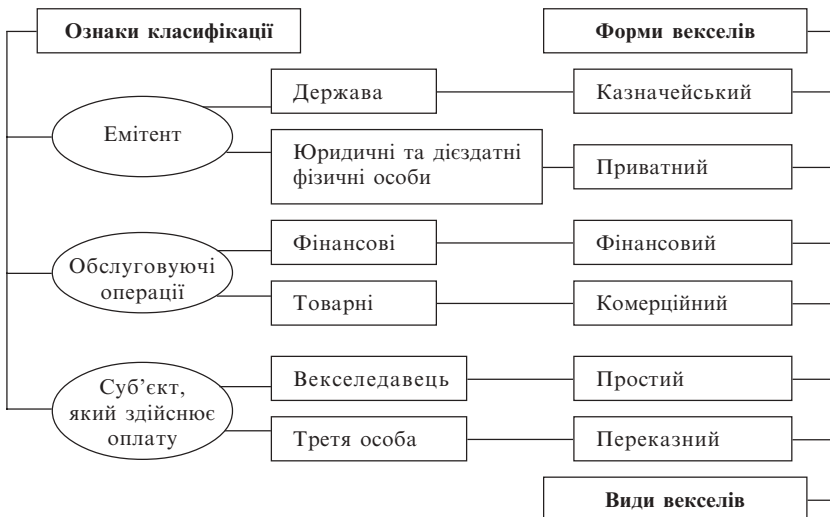 Ознаки класифікації
Форми векселів
Емітент
Держава
Казначейський
Юридичні та дієздатні
фізичні особи
Приватний
Обслуговуючі
операції
Фінансові
Фінансовий
Товарні
Комерційний
Суб’єкт,
який здійснює
оплату
Векселедавець
Простий
Третя особа
Переказний
Види векселів